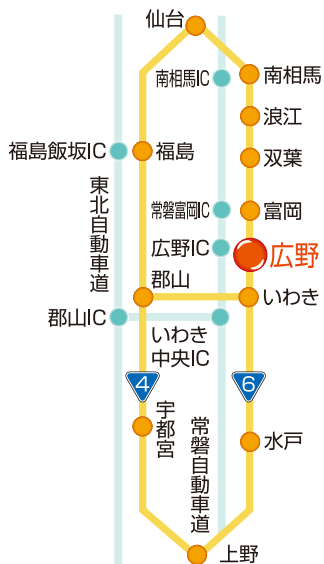 仙台
南相馬IC
南相馬
浪江
福島飯坂IC
福島
双葉
東北自動車道
常磐富岡IC
富岡
広野IC
広野
郡山
いわき
郡山IC
いわき
中央IC
4
6
宇都宮
常磐自動車道
水戸
上野